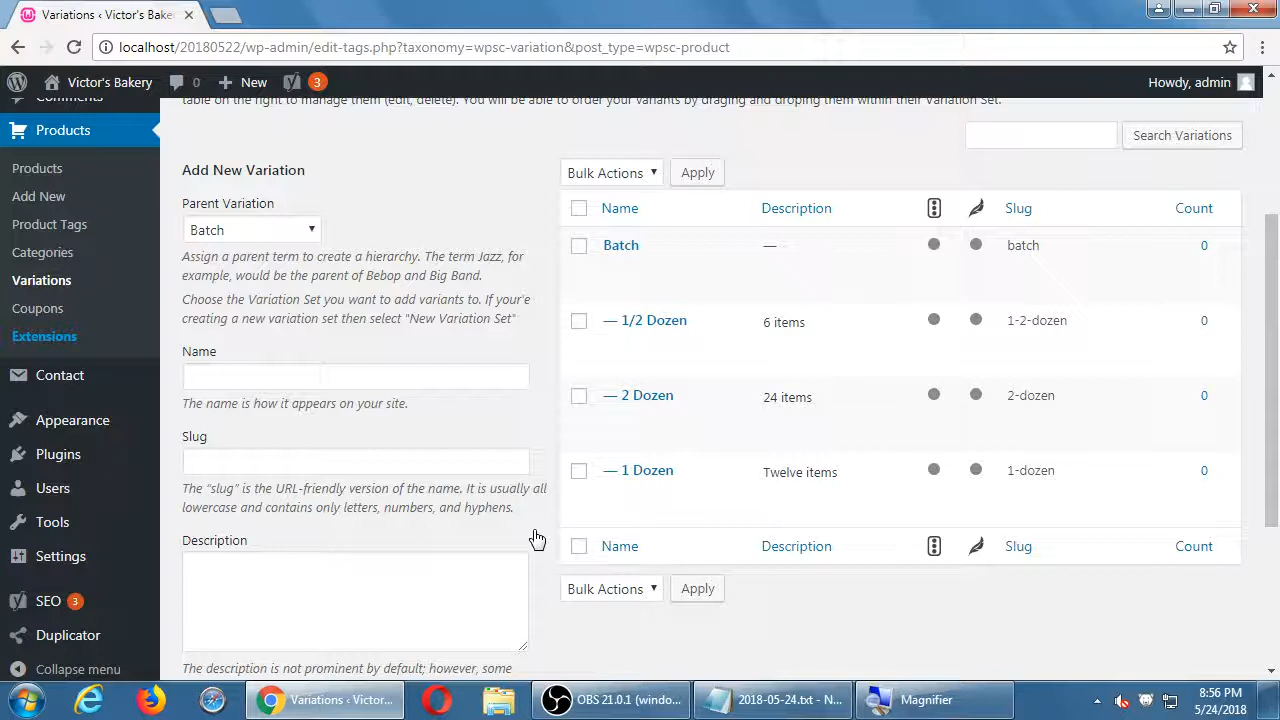 Variations ‹ Victor's Bake
localhost/20180522/wp-admin/edit-tags.php?taxonomy=wpsc-variation&post_type=wpsc-product
Victor's Bakery
0
New
3
Howdy, admin
Comments
table on the right to manage them (edit, delete). You will be able to order your variants by draging and droping them within their Variation Set.
Products
Search Variations
Products
Add New
Product Tags
Categories
Variations
Coupons
Extensions
Contact
Appearance
Plugins
Users
Tools
Settings
SEO 3
Duplicator
Collapse menu
Add New Variation
Parent Variation
Batch
Assign a parent term to create a hierarchy. The term Jazz, for
example, would be the parent of Bebop and Big Band.
Choose the Variation Set you want to add variants to. If your'e
creating a new variation set then select "New Variation Set"
Name
The name is how it appears on your site.
Slug
The “slug” is the URL-friendly version of the name. It is usually all
lowercase and contains only letters, numbers, and hyphens.
Description
The description is not prominent by default; however, some
Bulk Actions Apply
Name Description Slug Count
Batch — batch 0
— 1/2 Dozen 6 items 1-2-dozen 0
— 2 Dozen 24 items 2-dozen 0
— 1 Dozen Twelve items 1-dozen 0
Name Description Slug Count
Bulk Actions Apply
Variations ‹ Victor...
OBS 21.0.1 (windo...
2018-05-24.txt - N...
Magnifier
8:56 PM
5/24/2018